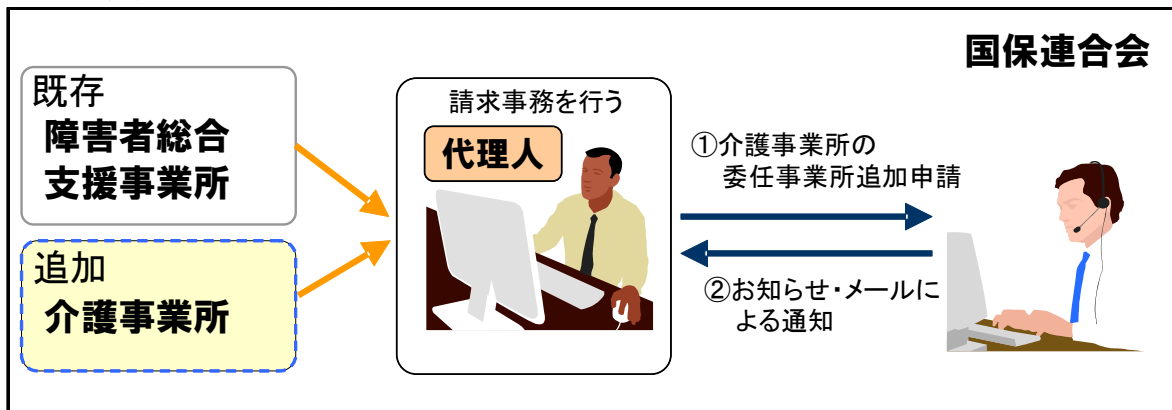 国保連合会
既存
障害者総合
支援事業所
追加
介護事業所
請求事務を行う
代理人
①介護事業所の
委任事業所追加申請
②お知らせ・メールに
よる通知